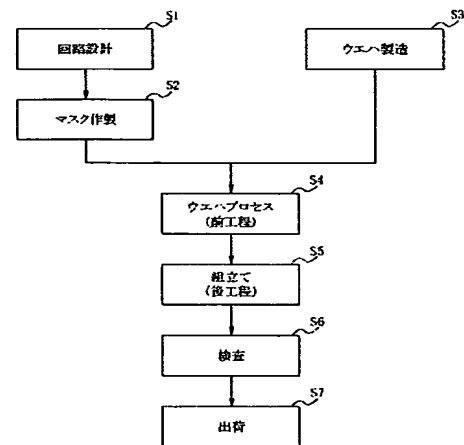 S1
回路設計
S2
マスク作製
S3
ウエハ製造
S4
ウエハプロセス
(前工程)
S5
組立て
(後工程)
S6
検査
S7
出荷